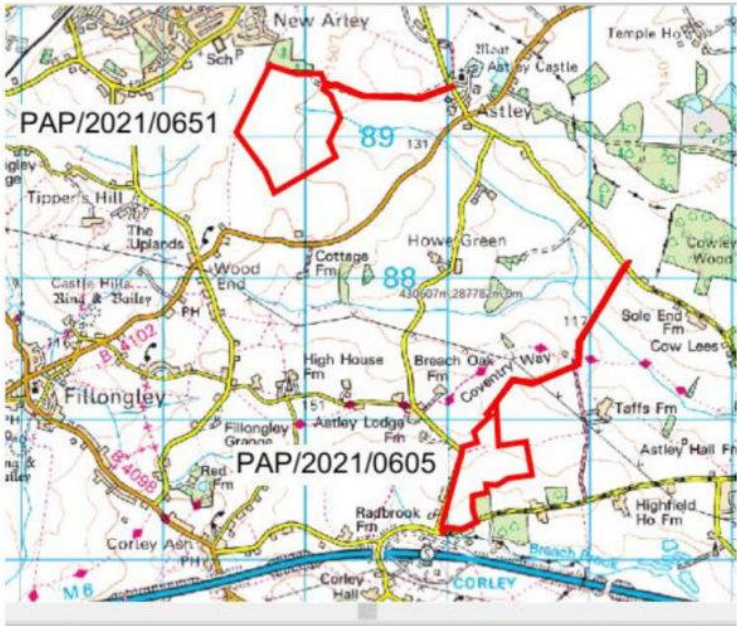 New Arley
Sch
Temple Ho
Moat
Astley Castle
Astley
PAP/2021/0651
89
131
Tipper's Hill
The
Uplands
Cottage
Fm
Howe Green
Wood
End
Castle Hills
Ring & Bailey
PH
88
430607m,287782m,0m
Cowley
Wood
117
Sole End
Fm
Cow Lees
B 4102
High House
Fm
Breach Oak
Fm
Coventry Way
Fillongley
151
Astley Lodge
Fm
Taffs Fm
Fillongley
Grange
Astley Hall Fm
PAP/2021/0605
B 4098
Red
Fm
Radbrook
Fm
Highfield
Ho Fm
Corley Ash
PH
Breach Brook
Corley
Hall
CORLEY
M 6